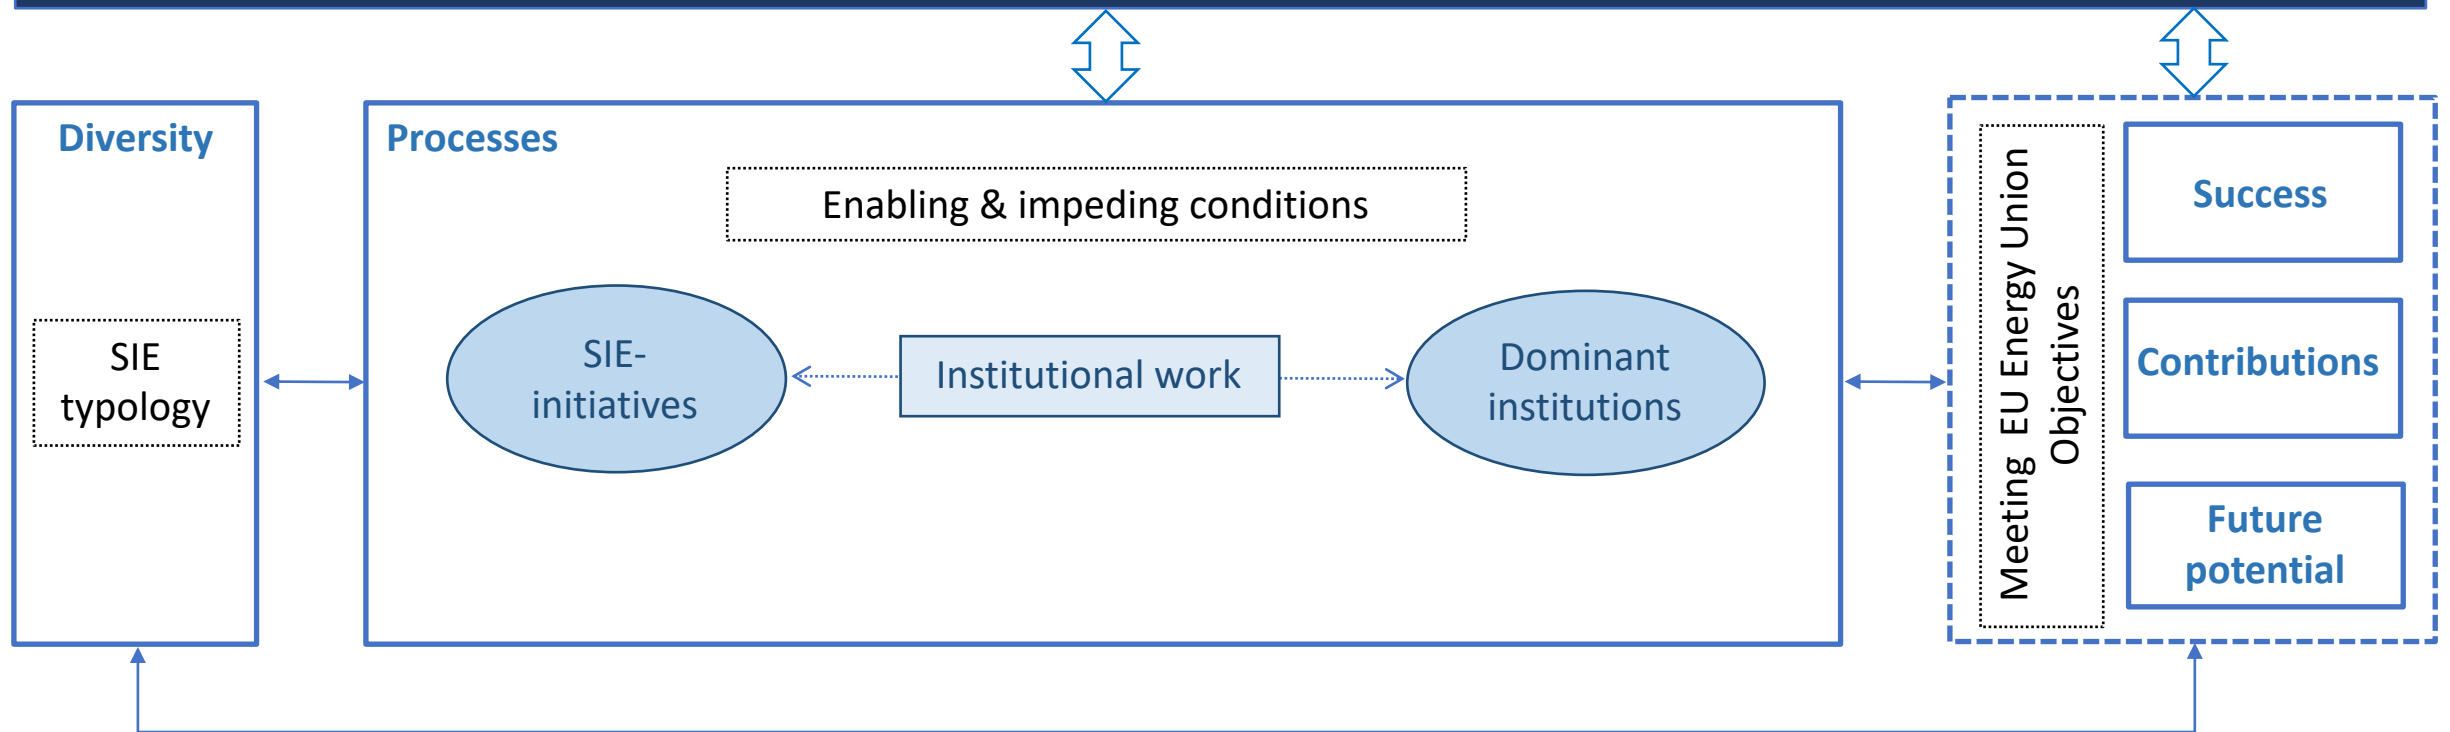 Diversity
SIE
typology
Processes
Enabling & impeding conditions
SIE-
initiatives
Institutional work
Dominant
institutions
Meeting  EU Energy Union
Objectives
Success
Contributions
Future
potential